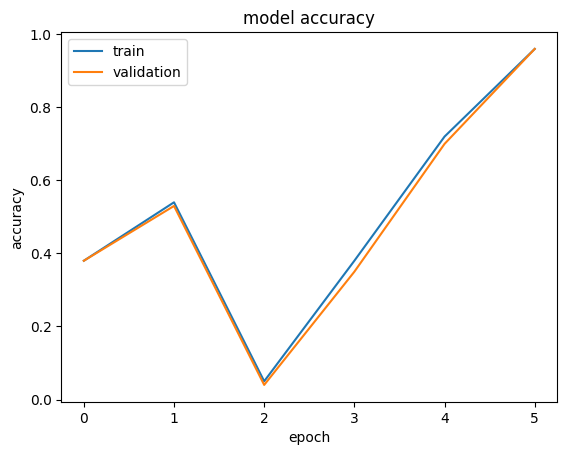 model accuracy
train
validation
1.0
0.8
0.6
0.4
0.2
0.0
accuracy
0 1 2 3 4 5
epoch